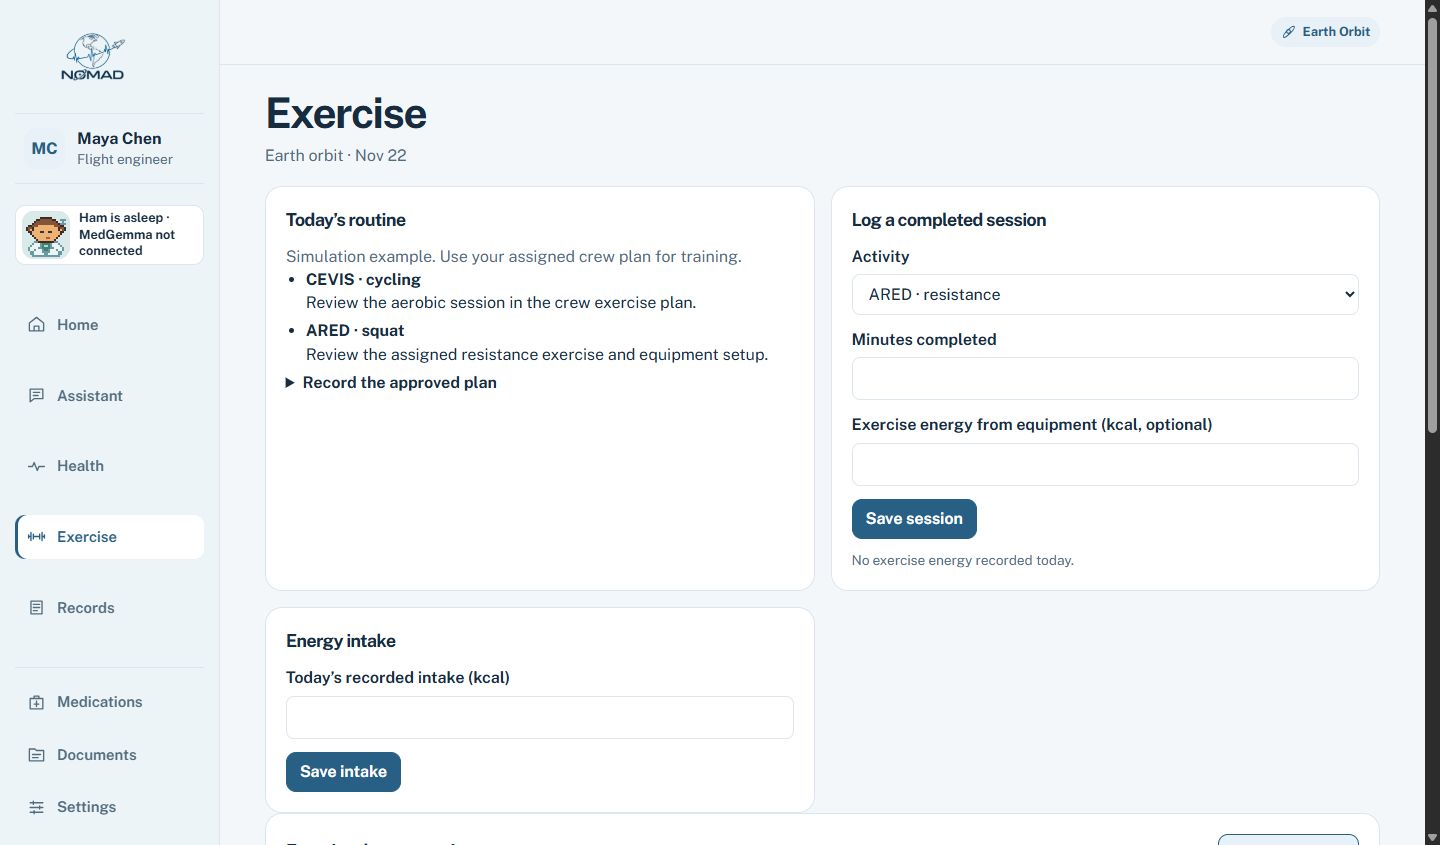 NOMAD
MC
Maya Chen
Flight engineer
Ham is asleep ·
MedGemma not
connected
Home
Assistant
Health
Exercise
Records
Medications
Documents
Settings
Earth Orbit
Exercise
Earth orbit · Nov 22
Today’s routine
Simulation example. Use your assigned crew plan for training.
• CEVIS · cycling
Review the aerobic session in the crew exercise plan.
• ARED · squat
Review the assigned resistance exercise and equipment setup.
▶ Record the approved plan
Log a completed session
Activity
ARED · resistance
Minutes completed
Exercise energy from equipment (kcal, optional)
Save session
No exercise energy recorded today.
Energy intake
Today’s recorded intake (kcal)
Save intake